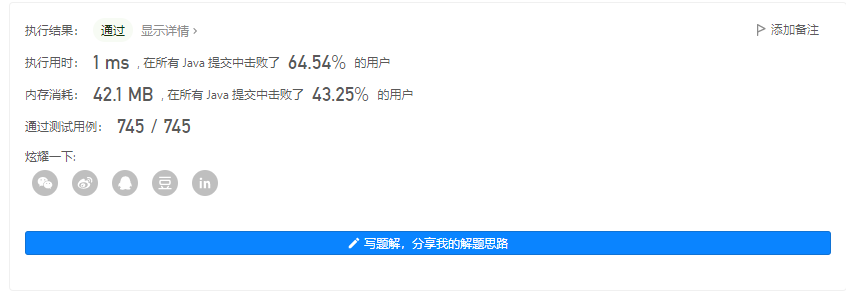 执行结果： 通过 显示详情 › 添加备注
执行用时： 1 ms , 在所有 Java 提交中击败了 64.54% 的用户
内存消耗： 42.1 MB , 在所有 Java 提交中击败了 43.25% 的用户
通过测试用例： 745 / 745
炫耀一下:
豆 in
写题解，分享我的解题思路